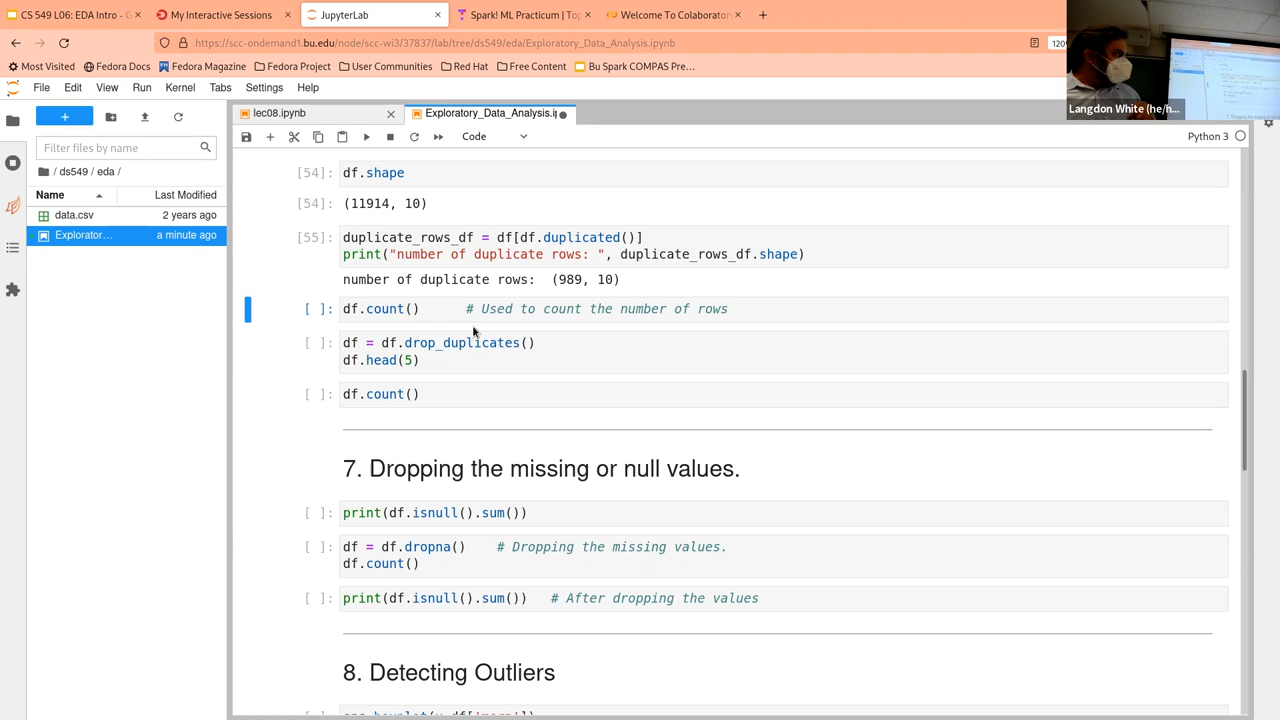 CS 549 L06: EDA Intro - G
My Interactive Sessions
JupyterLab
Spark! ML Practicum | Top
Welcome To Colaborator
https://scc-ondemand1.bu.edu/node/scc-wi3/37837/lab/tree/ds549/eda/Exploratory_Data_Analysis.ipynb
120%
Most Visited
Fedora Docs
Fedora Magazine
Fedora Project
User Communities
Red Hat
Free Content
Bu Spark COMPAS Pre…
Langdon White (he/h...
File Edit View Run Kernel Tabs Settings Help
lec08.ipynb
Exploratory_Data_Analysis.ip
Filter files by name
Code
Python 3
/ ds549 / eda /
Name Last Modified
data.csv 2 years ago
Explorator… a minute ago
[54]: df.shape
[54]: (11914, 10)
[55]: duplicate_rows_df = df[df.duplicated()]
print("number of duplicate rows: ", duplicate_rows_df.shape)
number of duplicate rows:  (989, 10)
[ ]: df.count()      # Used to count the number of rows
[ ]: df = df.drop_duplicates()
df.head(5)
[ ]: df.count()
7. Dropping the missing or null values.
[ ]: print(df.isnull().sum())
[ ]: df = df.dropna()    # Dropping the missing values.
df.count()
[ ]: print(df.isnull().sum())   # After dropping the values
8. Detecting Outliers